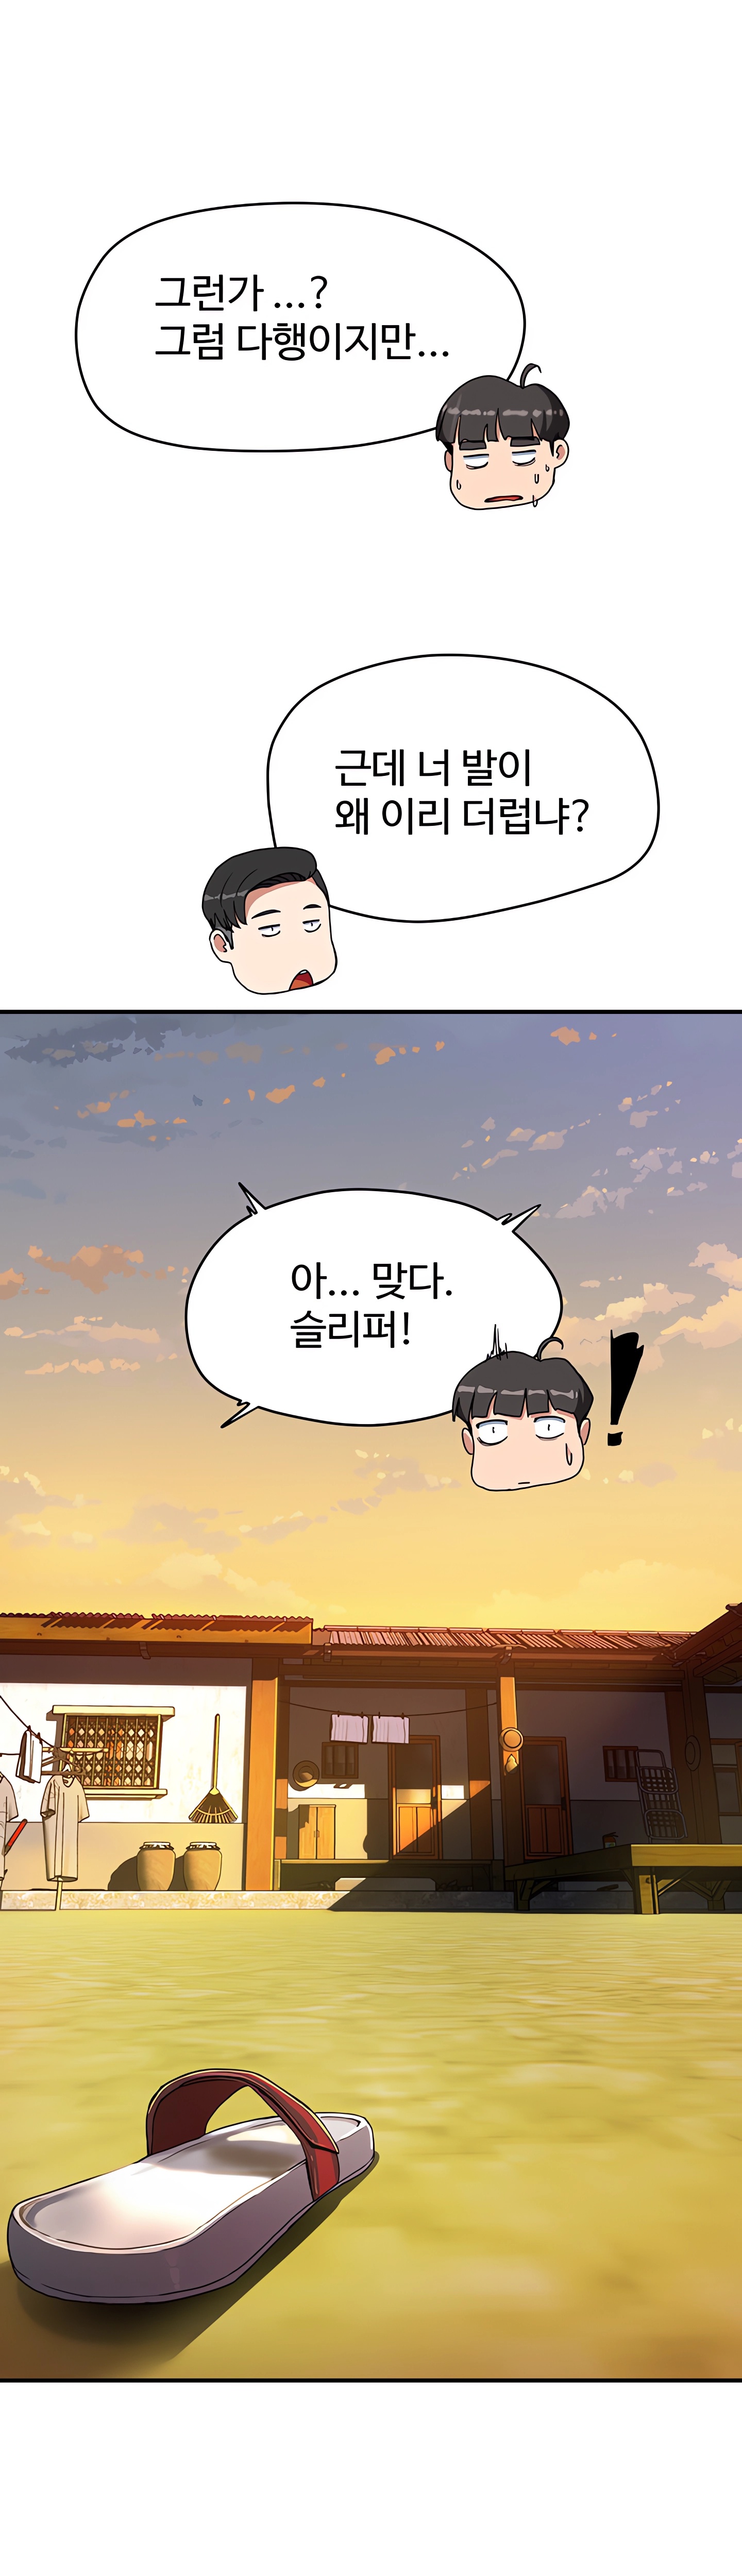 그런가 ...?
그럼 다행이지만...
근데 너 발이
왜 이리 더럽냐?
아... 맞다.
슬리퍼!
!